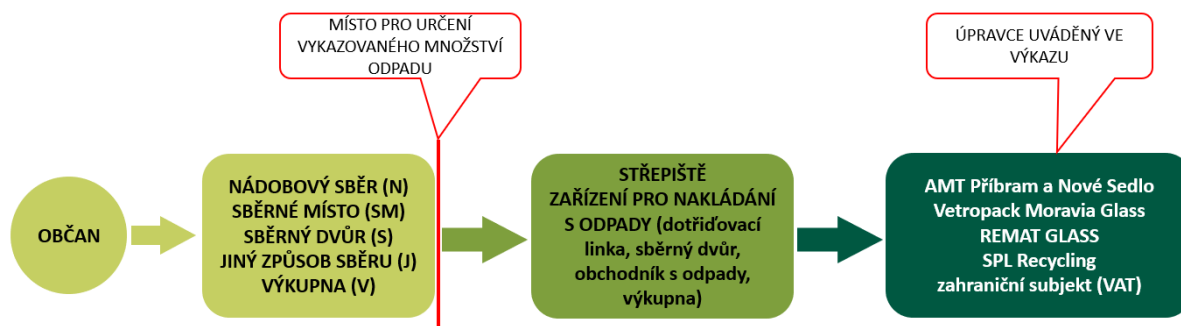 MÍSTO PRO URČENÍ
VYKAZOVANÉHO MNOŽSTVÍ
ODPADU
ÚPRAVCE UVÁDĚNÝ VE
VÝKAZU
OBČAN
NÁDOBOVÝ SBĚR (N)
SBĚRNÉ MÍSTO (SM)
SBĚRNÝ DVŮR (S)
JINÝ ZPŮSOB SBĚRU (J)
VÝKUPNA (V)
STŘEPIŠTĚ
ZAŘÍZENÍ PRO NAKLÁDÁNÍ
S ODPADY (dotřiďovací
linka, sběrný dvůr,
obchodník s odpady,
výkupna)
AMT Příbram a Nové Sedlo
Vetropack Moravia Glass
REMAT GLASS
SPL Recycling
zahraniční subjekt (VAT)